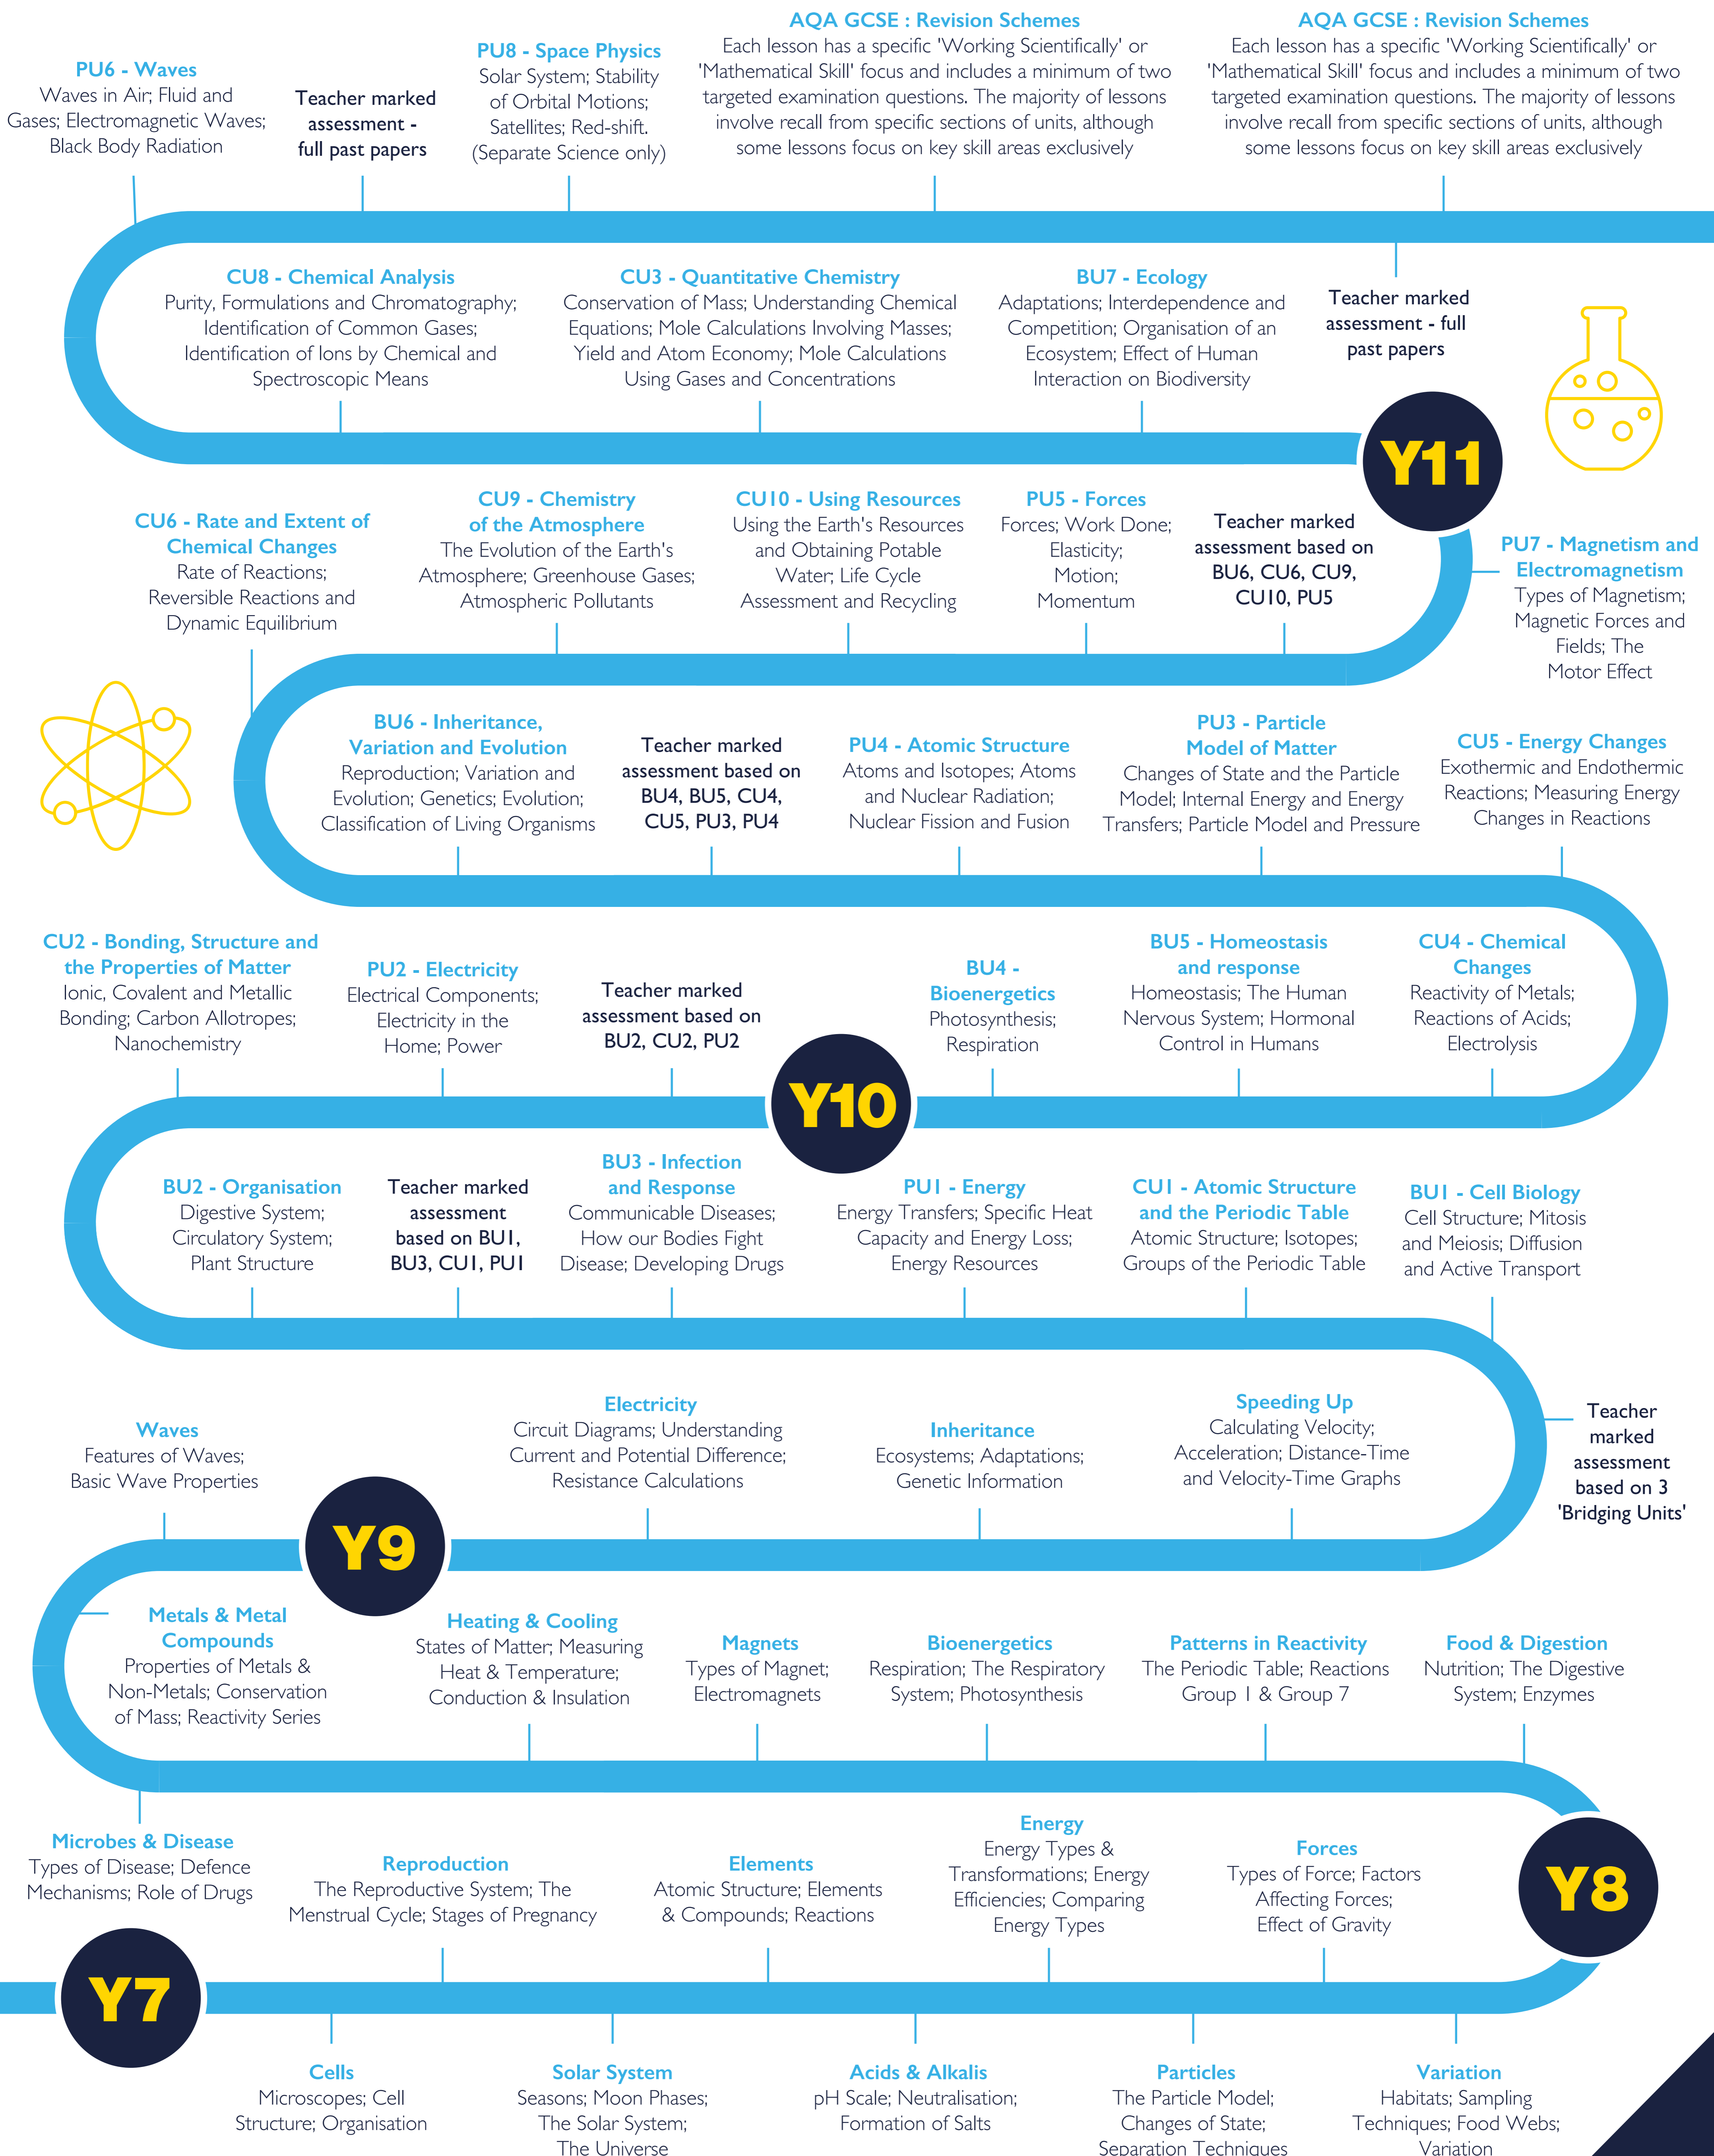 PU6 - Waves
Waves in Air; Fluid and
Gases; Electromagnetic Waves;
Black Body Radiation
Teacher marked
assessment -
full past papers
PU8 - Space Physics
Solar System; Stability
of Orbital Motions;
Satellites; Red-shift.
(Separate Science only)
AQA GCSE : Revision Schemes
Each lesson has a specific 'Working Scientifically' or
'Mathematical Skill' focus and includes a minimum of two
targeted examination questions. The majority of lessons
involve recall from specific sections of units, although
some lessons focus on key skill areas exclusively
AQA GCSE : Revision Schemes
Each lesson has a specific 'Working Scientifically' or
'Mathematical Skill' focus and includes a minimum of two
targeted examination questions. The majority of lessons
involve recall from specific sections of units, although
some lessons focus on key skill areas exclusively
CU8 - Chemical Analysis
Purity, Formulations and Chromatography;
Identification of Common Gases;
Identification of Ions by Chemical and
Spectroscopic Means
CU3 - Quantitative Chemistry
Conservation of Mass; Understanding Chemical
Equations; Mole Calculations Involving Masses;
Yield and Atom Economy; Mole Calculations
Using Gases and Concentrations
BU7 - Ecology
Adaptations; Interdependence and
Competition; Organisation of an
Ecosystem; Effect of Human
Interaction on Biodiversity
Teacher marked
assessment - full
past papers
Y11
CU6 - Rate and Extent of
Chemical Changes
Rate of Reactions;
Reversible Reactions and
Dynamic Equilibrium
CU9 - Chemistry
of the Atmosphere
The Evolution of the Earth's
Atmosphere; Greenhouse Gases;
Atmospheric Pollutants
CU10 - Using Resources
Using the Earth's Resources
and Obtaining Potable
Water; Life Cycle
Assessment and Recycling
PU5 - Forces
Forces; Work Done;
Elasticity;
Motion;
Momentum
Teacher marked
assessment based on
BU6, CU6, CU9,
CU10, PU5
PU7 - Magnetism and
Electromagnetism
Types of Magnetism;
Magnetic Forces and
Fields; The
Motor Effect
BU6 - Inheritance,
Variation and Evolution
Reproduction; Variation and
Evolution; Genetics; Evolution;
Classification of Living Organisms
Teacher marked
assessment based on
BU4, BU5, CU4,
CU5, PU3, PU4
PU4 - Atomic Structure
Atoms and Isotopes; Atoms
and Nuclear Radiation;
Nuclear Fission and Fusion
PU3 - Particle
Model of Matter
Changes of State and the Particle
Model; Internal Energy and Energy
Transfers; Particle Model and Pressure
CU5 - Energy Changes
Exothermic and Endothermic
Reactions; Measuring Energy
Changes in Reactions
CU2 - Bonding, Structure and
the Properties of Matter
Ionic, Covalent and Metallic
Bonding; Carbon Allotropes;
Nanochemistry
PU2 - Electricity
Electrical Components;
Electricity in the
Home; Power
Teacher marked
assessment based on
BU2, CU2, PU2
Y10
BU4 -
Bioenergetics
Photosynthesis;
Respiration
BU5 - Homeostasis
and response
Homeostasis; The Human
Nervous System; Hormonal
Control in Humans
CU4 - Chemical
Changes
Reactivity of Metals;
Reactions of Acids;
Electrolysis
BU2 - Organisation
Digestive System;
Circulatory System;
Plant Structure
Teacher marked
assessment
based on BU1,
BU3, CU1, PU1
BU3 - Infection
and Response
Communicable Diseases;
How our Bodies Fight
Disease; Developing Drugs
PU1 - Energy
Energy Transfers; Specific Heat
Capacity and Energy Loss;
Energy Resources
CU1 - Atomic Structure
and the Periodic Table
Atomic Structure; Isotopes;
Groups of the Periodic Table
BU1 - Cell Biology
Cell Structure; Mitosis
and Meiosis; Diffusion
and Active Transport
Waves
Features of Waves;
Basic Wave Properties
Y9
Electricity
Circuit Diagrams; Understanding
Current and Potential Difference;
Resistance Calculations
Inheritance
Ecosystems; Adaptations;
Genetic Information
Speeding Up
Calculating Velocity;
Acceleration; Distance-Time
and Velocity-Time Graphs
Teacher
marked
assessment
based on 3
'Bridging Units'
Metals & Metal
Compounds
Properties of Metals &
Non-Metals; Conservation
of Mass; Reactivity Series
Heating & Cooling
States of Matter; Measuring
Heat & Temperature;
Conduction & Insulation
Magnets
Types of Magnet;
Electromagnets
Bioenergetics
Respiration; The Respiratory
System; Photosynthesis
Patterns in Reactivity
The Periodic Table; Reactions
Group 1 & Group 7
Food & Digestion
Nutrition; The Digestive
System; Enzymes
Microbes & Disease
Types of Disease; Defence
Mechanisms; Role of Drugs
Reproduction
The Reproductive System; The
Menstrual Cycle; Stages of Pregnancy
Elements
Atomic Structure; Elements
& Compounds; Reactions
Energy
Energy Types &
Transformations; Energy
Efficiencies; Comparing
Energy Types
Forces
Types of Force; Factors
Affecting Forces;
Effect of Gravity
Y8
Y7
Cells
Microscopes; Cell
Structure; Organisation
Solar System
Seasons; Moon Phases;
The Solar System;
The Universe
Acids & Alkalis
pH Scale; Neutralisation;
Formation of Salts
Particles
The Particle Model;
Changes of State;
Separation Techniques
Variation
Habitats; Sampling
Techniques; Food Webs;
Variation